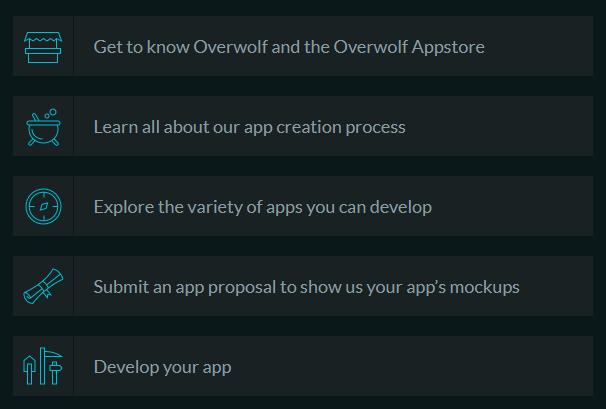 Get to know Overwolf and the Overwolf Appstore
Learn all about our app creation process
Explore the variety of apps you can develop
Submit an app proposal to show us your app’s mockups
Develop your app